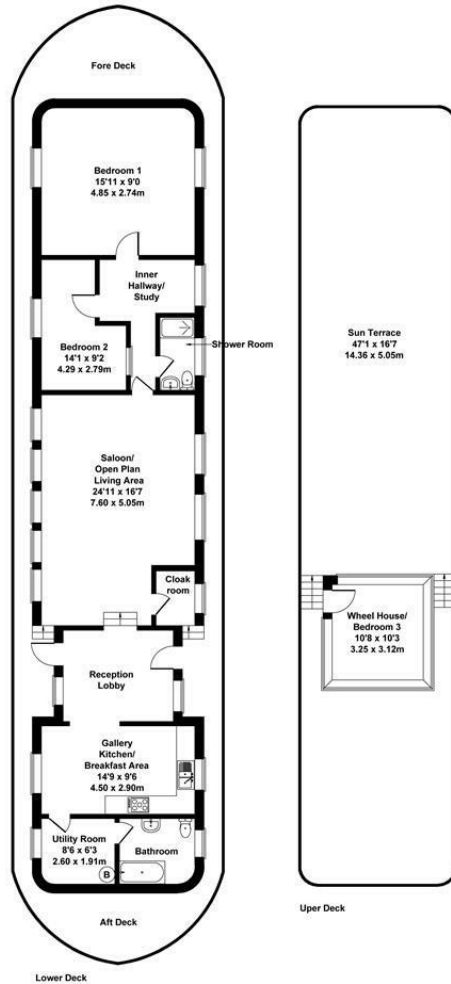 Fore Deck
Bedroom 1
15'11 x 9'0
4.85 x 2.74m
Inner
Hallway/
Study
Bedroom 2
14'1 x 9'2
4.29 x 2.79m
Shower Room
Saloon/
Open Plan
Living Area
24'11 x 16'7
7.60 x 5.05m
Cloak
room
Reception
Lobby
Gallery
Kitchen/
Breakfast Area
14'9 x 9'6
4.50 x 2.90m
Utility Room
8'6 x 6'3
2.60 x 1.91m
B
Bathroom
Aft Deck
Lower Deck
Sun Terrace
47'1 x 16'7
14.36 x 5.05m
Wheel House/
Bedroom 3
10'8 x 10'3
3.25 x 3.12m
Uper Deck